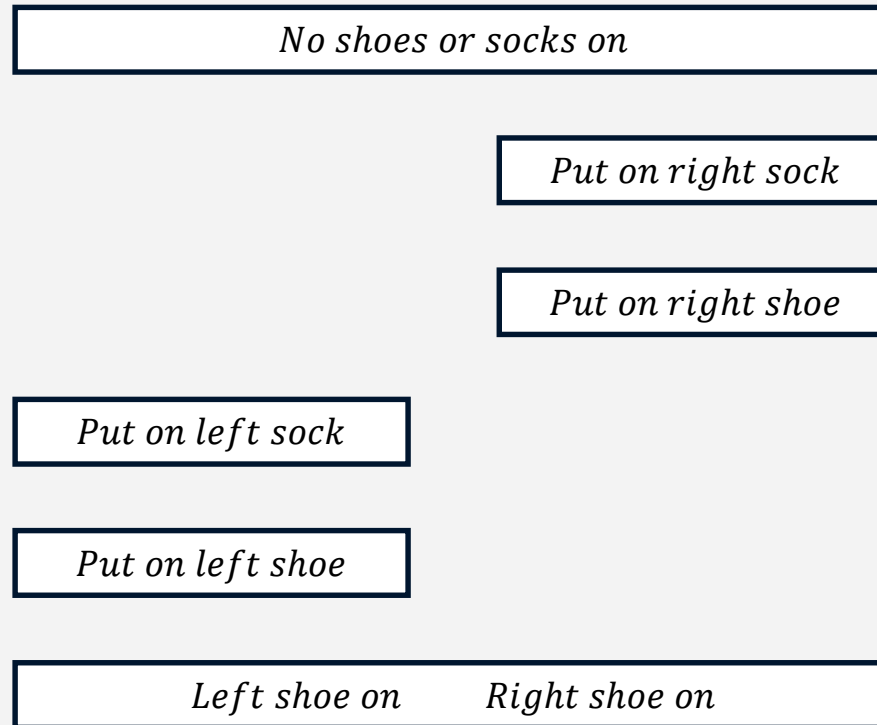 No shoes or socks on
Put on right sock
Put on right shoe
Put on left sock
Put on left shoe
Left shoe on Right shoe on